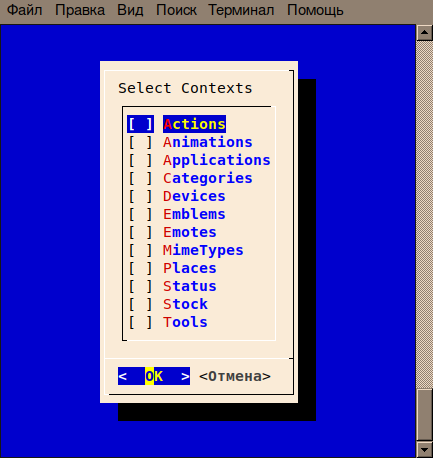 Файл Правка Вид Поиск Терминал Помощь
Select Contexts
[ ] Actions
[ ] Animations
[ ] Applications
[ ] Categories
[ ] Devices
[ ] Emblems
[ ] Emotes
[ ] MimeTypes
[ ] Places
[ ] Status
[ ] Stock
[ ] Tools
< OK > <Отмена>